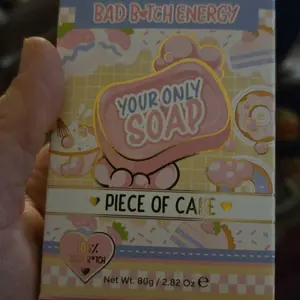 BAD B*TCH ENERGY
YOUR ONLY
SOAP
PIECE OF CAKE
Net Wt. 80g / 2.82 Oz e